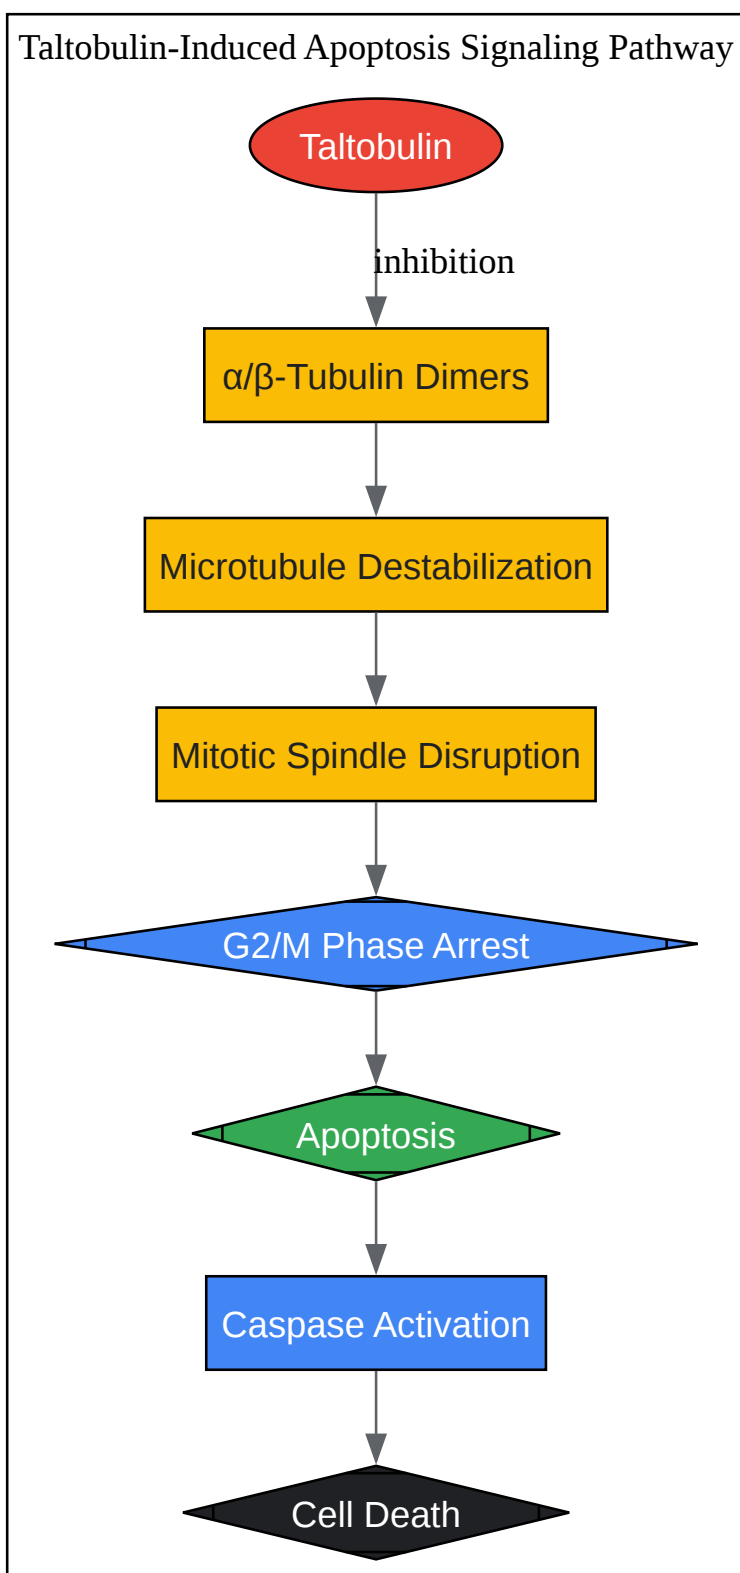 Taltobulin-Induced Apoptosis Signaling Pathway
Taltobulin
inhibition
α/β-Tubulin Dimers
Microtubule Destabilization
Mitotic Spindle Disruption
G2/M Phase Arrest
Apoptosis
Caspase Activation
Cell Death